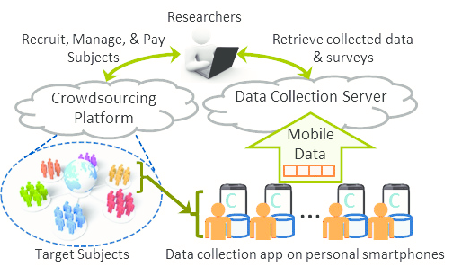 Researchers
Recruit, Manage, & Pay
Subjects
Retrieve collected data
& surveys
Crowdsourcing
Platform
Data Collection Server
Mobile
Data
C C ... C C
Target Subjects
Data collection app on personal smartphones